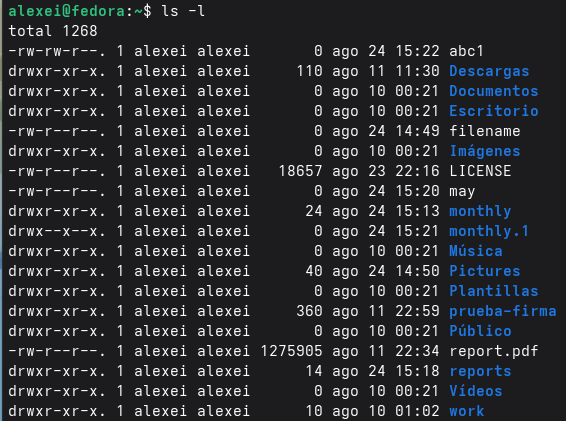 alexei@fedora:~$ ls -l
total 1268
-rw-rw-r--. 1 alexei alexei       0 ago 24 15:22 abc1
drwxr-xr-x. 1 alexei alexei     110 ago 11 11:30 Descargas
drwxr-xr-x. 1 alexei alexei       0 ago 10 00:21 Documentos
drwxr-xr-x. 1 alexei alexei       0 ago 10 00:21 Escritorio
-rw-r--r--. 1 alexei alexei       0 ago 24 14:49 filename
drwxr-xr-x. 1 alexei alexei       0 ago 10 00:21 Imágenes
-rw-r--r--. 1 alexei alexei   18657 ago 23 22:16 LICENSE
-rw-r--r--. 1 alexei alexei       0 ago 24 15:20 may
drwxr-xr-x. 1 alexei alexei      24 ago 24 15:13 monthly
drwx--x--x. 1 alexei alexei       0 ago 24 15:21 monthly.1
drwxr-xr-x. 1 alexei alexei       0 ago 10 00:21 Música
drwxr-xr-x. 1 alexei alexei      40 ago 24 14:50 Pictures
drwxr-xr-x. 1 alexei alexei       0 ago 10 00:21 Plantillas
drwxr-xr-x. 1 alexei alexei     360 ago 11 22:59 prueba-firma
drwxr-xr-x. 1 alexei alexei       0 ago 10 00:21 Público
-rw-r--r--. 1 alexei alexei 1275905 ago 11 22:34 report.pdf
drwxr-xr-x. 1 alexei alexei      14 ago 24 15:18 reports
drwxr-xr-x. 1 alexei alexei       0 ago 10 00:21 Vídeos
drwxr-xr-x. 1 alexei alexei      10 ago 10 01:02 work